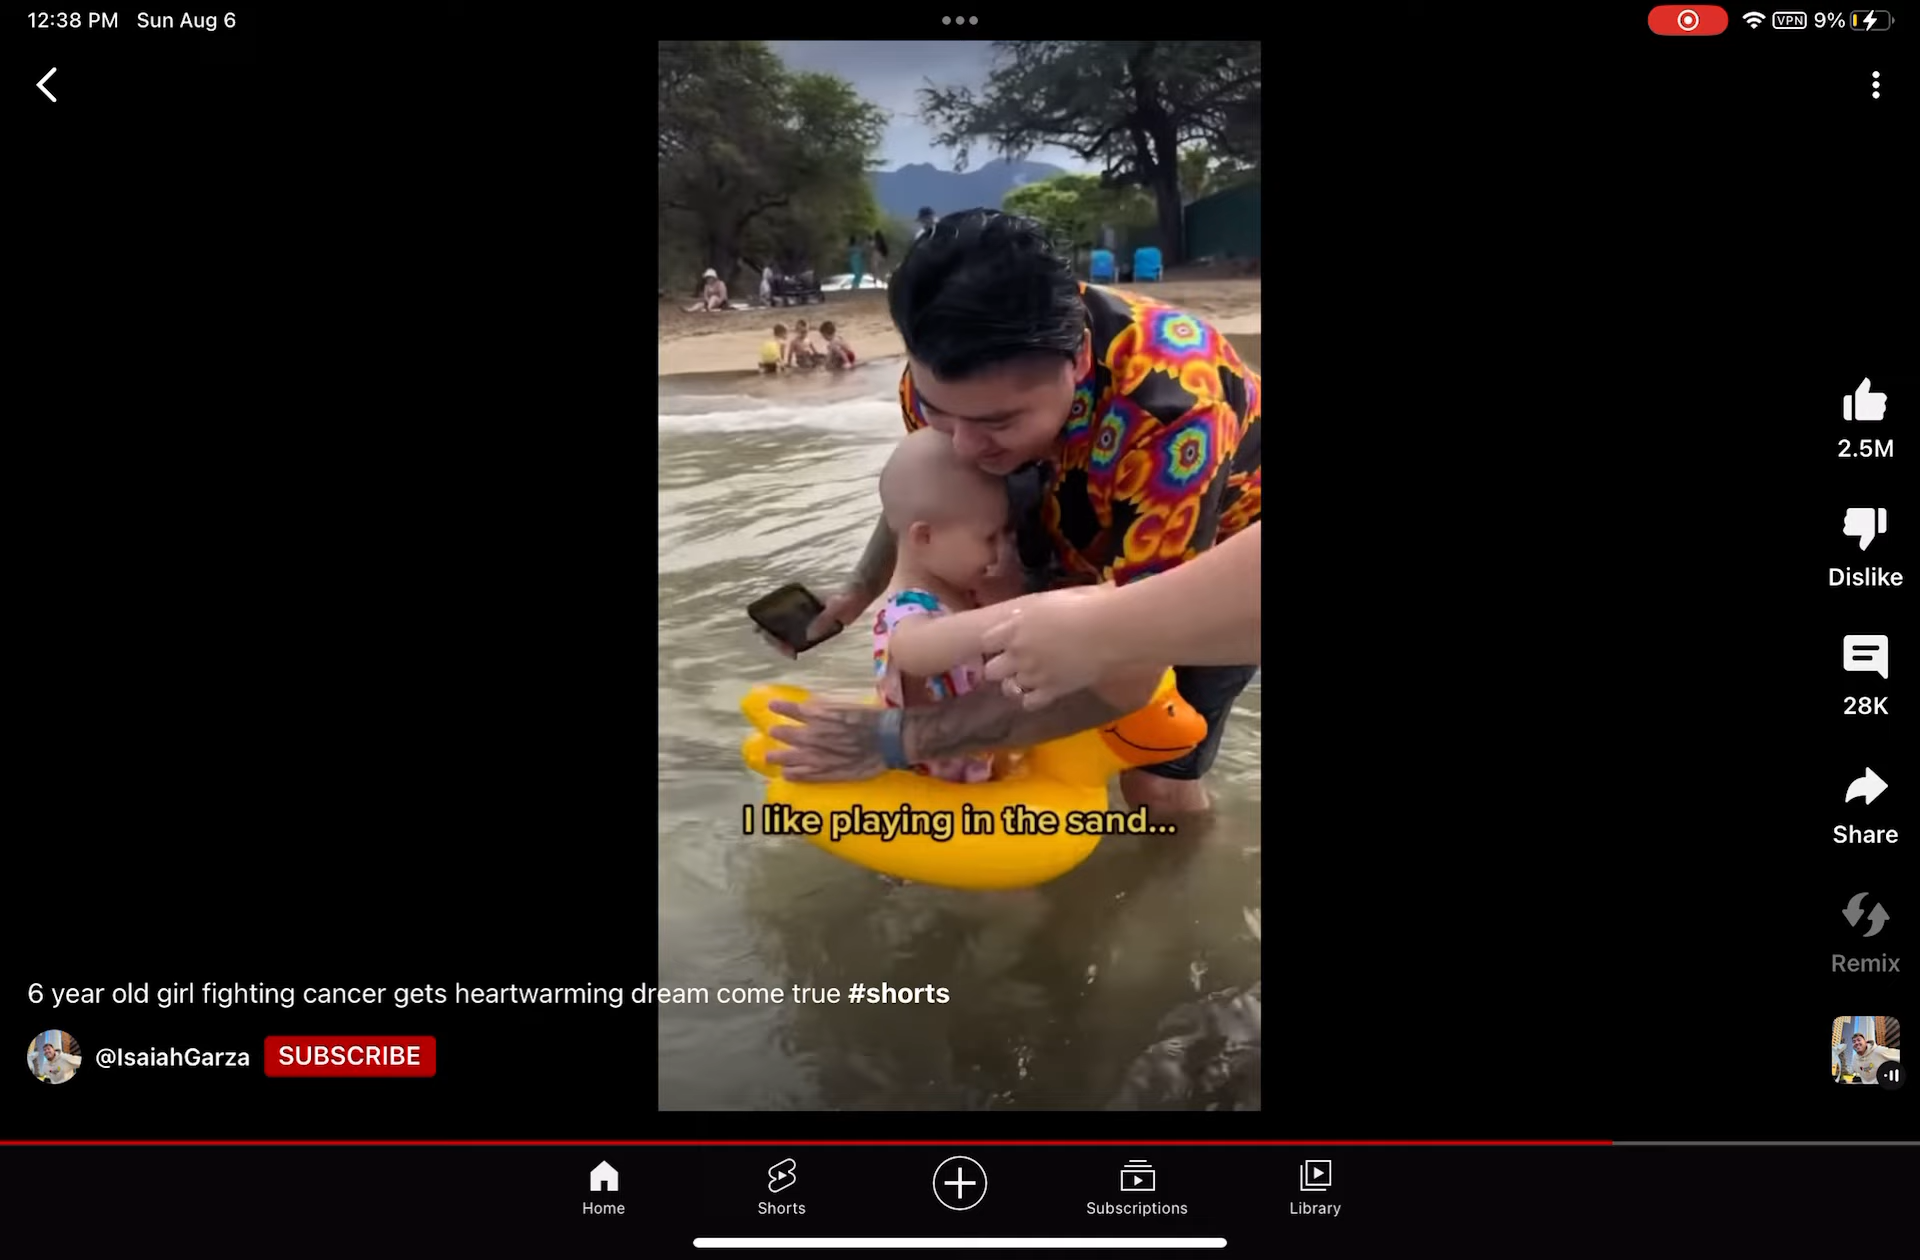 12:38 PM Sun Aug 6
VPN 9%
2.5M
Dislike
28K
Share
Remix
I like playing in the sand...
6 year old girl fighting cancer gets heartwarming dream come true #shorts
@IsaiahGarza SUBSCRIBE
Home Shorts Subscriptions Library